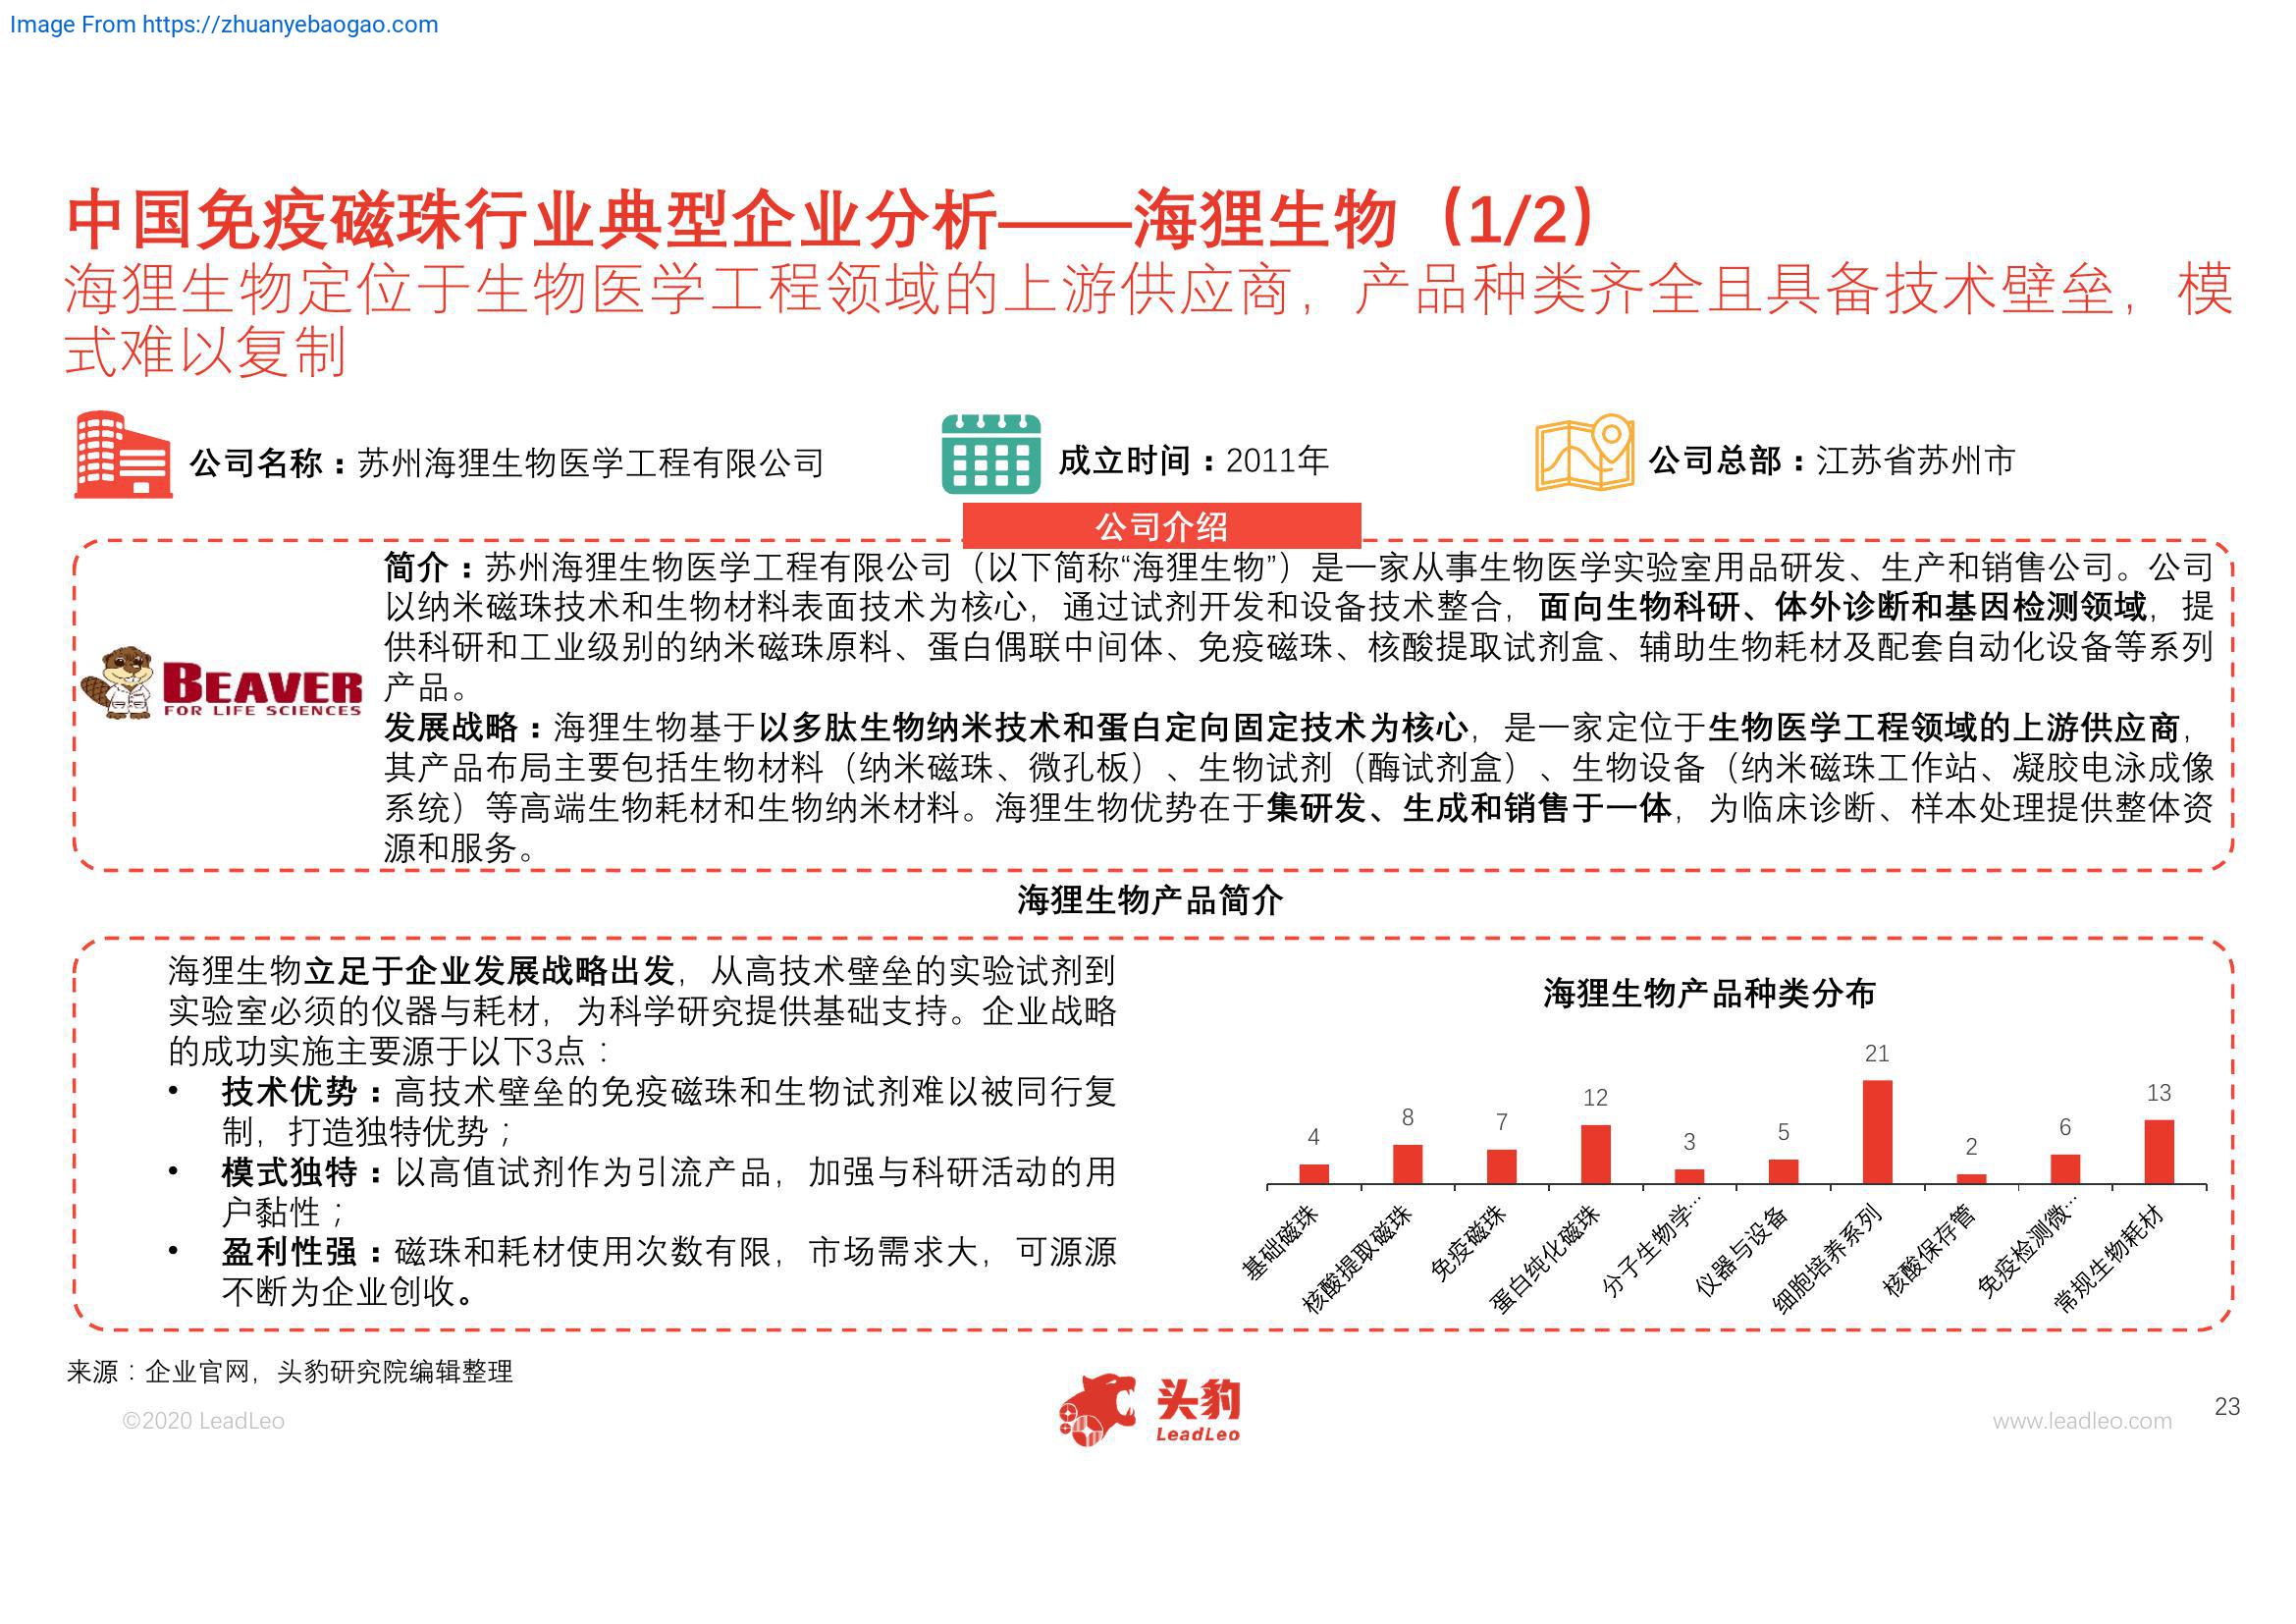 Image From https://zhuanyebaogao.com
中国免疫磁珠行业典型企业分析——海狸生物（1/2）
海狸生物定位于生物医学工程领域的上游供应商，产品种类齐全且具备技术壁垒，模
式难以复制
公司名称：苏州海狸生物医学工程有限公司
成立时间：2011年
公司总部：江苏省苏州市
公司介绍
BEAVER
FOR LIFE SCIENCES
简介：苏州海狸生物医学工程有限公司（以下简称“海狸生物”）是一家从事生物医学实验室用品研发、生产和销售公司。公司
以纳米磁珠技术和生物材料表面技术为核心，通过试剂开发和设备技术整合，面向生物科研、体外诊断和基因检测领域，提
供科研和工业级别的纳米磁珠原料、蛋白偶联中间体、免疫磁珠、核酸提取试剂盒、辅助生物耗材及配套自动化设备等系列
产品。
发展战略：海狸生物基于以多肽生物纳米技术和蛋白定向固定技术为核心，是一家定位于生物医学工程领域的上游供应商，
其产品布局主要包括生物材料（纳米磁珠、微孔板）、生物试剂（酶试剂盒）、生物设备（纳米磁珠工作站、凝胶电泳成像
系统）等高端生物耗材和生物纳米材料。海狸生物优势在于集研发、生成和销售于一体，为临床诊断、样本处理提供整体资
源和服务。
海狸生物产品简介
海狸生物立足于企业发展战略出发，从高技术壁垒的实验试剂到
实验室必须的仪器与耗材，为科学研究提供基础支持。企业战略
的成功实施主要源于以下3点：
• 技术优势：高技术壁垒的免疫磁珠和生物试剂难以被同行复
制，打造独特优势；
• 模式独特：以高值试剂作为引流产品，加强与科研活动的用
户黏性；
• 盈利性强：磁珠和耗材使用次数有限，市场需求大，可源源
不断为企业创收。
海狸生物产品种类分布
4
8
7
12
3
5
21
2
6
13
基础磁珠
核酸提取磁珠
免疫磁珠
蛋白纯化磁珠
分子生物学…
仪器与设备
细胞培养系列
核酸保存管
免疫检测微…
常规生物耗材
来源：企业官网，头豹研究院编辑整理
©2020 LeadLeo
头豹
LeadLeo
www.leadleo.com
23